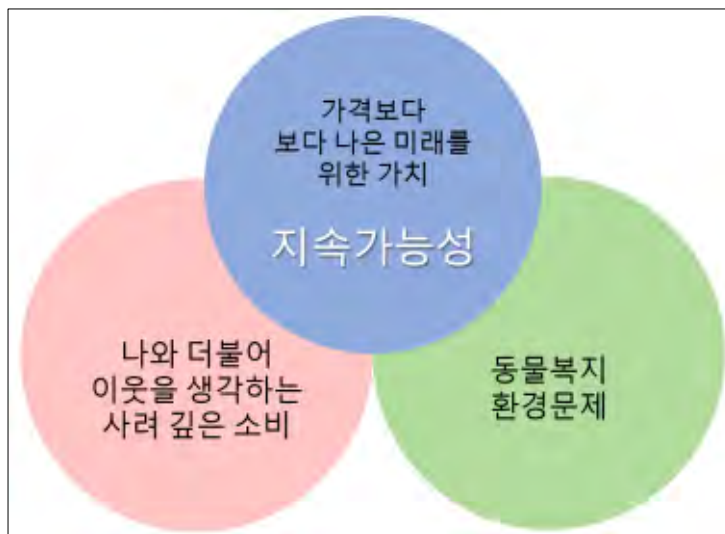 가격보다
보다 나은 미래를
위한 가치
지속가능성
나와 더불어
이웃을 생각하는
사려 깊은 소비
동물복지
환경문제